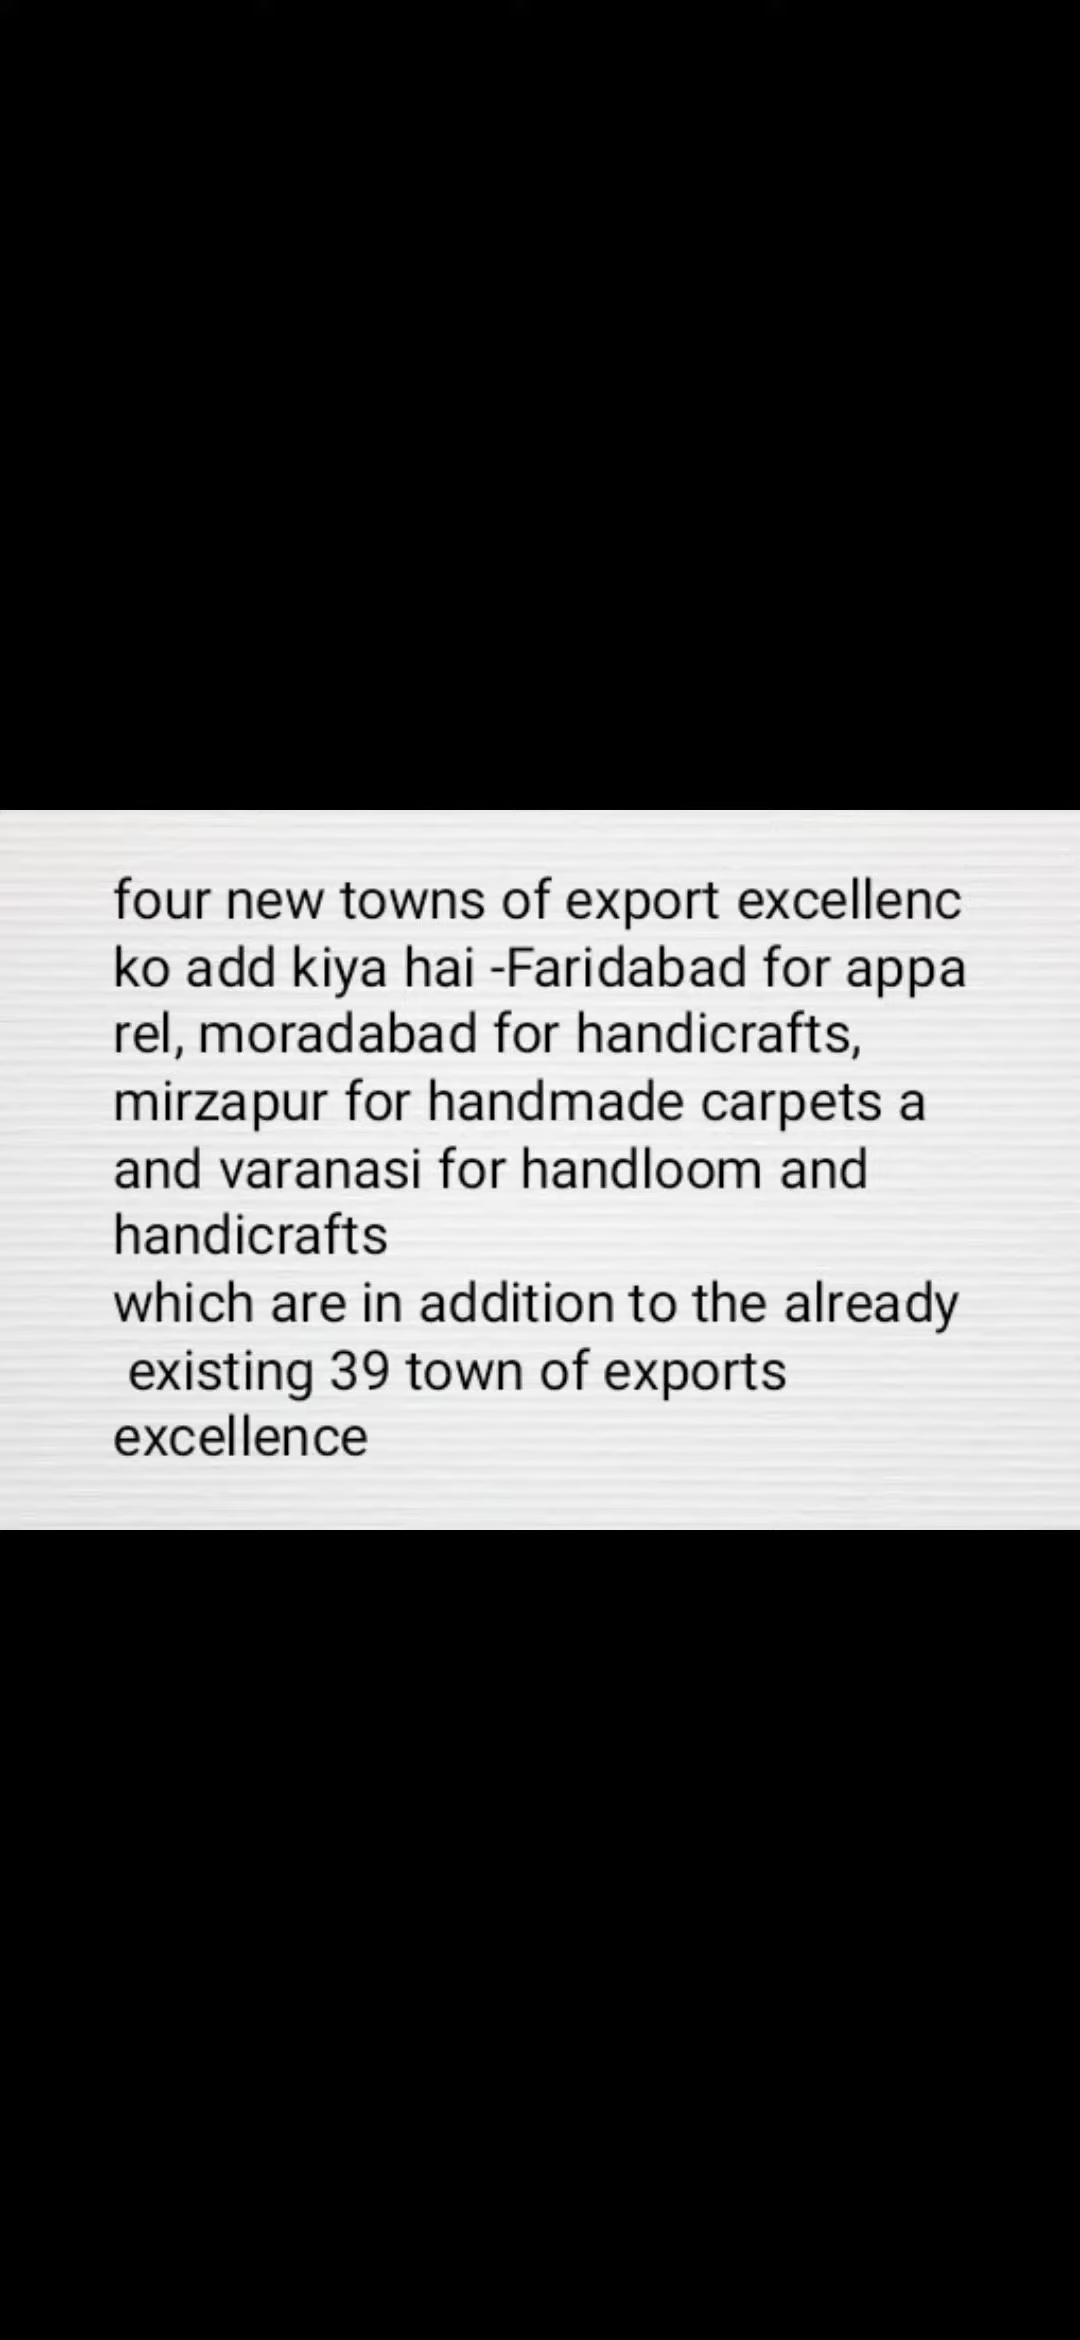 four new towns of export excellenc
ko add kiya hai -Faridabad for appa
rel, moradabad for handicrafts,
mirzapur for handmade carpets a
and varanasi for handloom and
handicrafts
which are in addition to the already
existing 39 town of exports
excellence